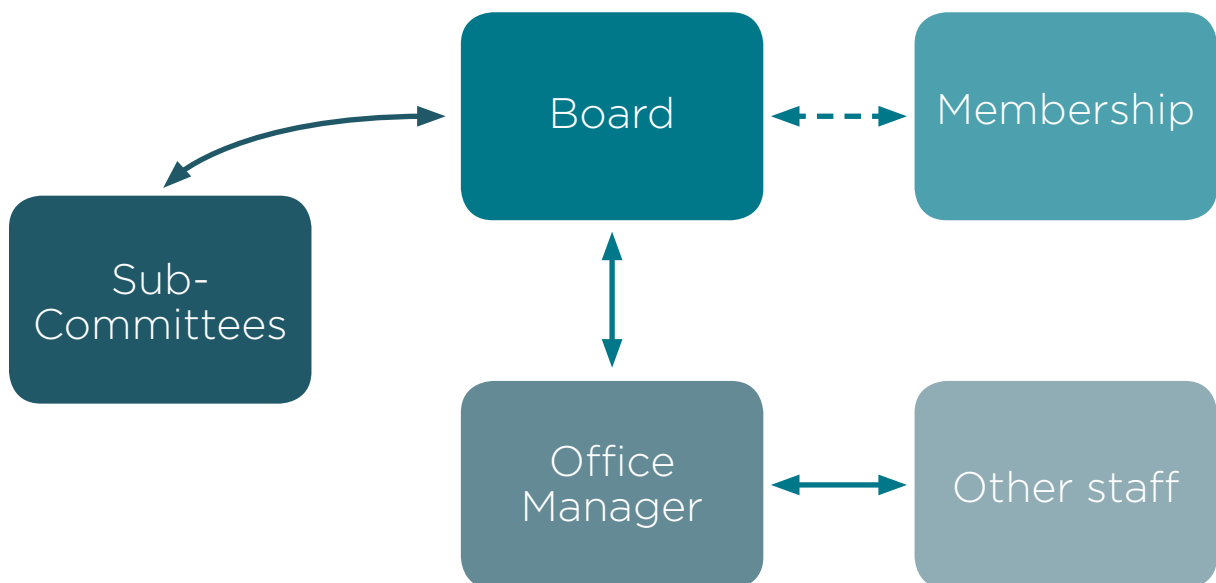 Board
Membership
Sub-
Committees
Office
Manager
Other staff